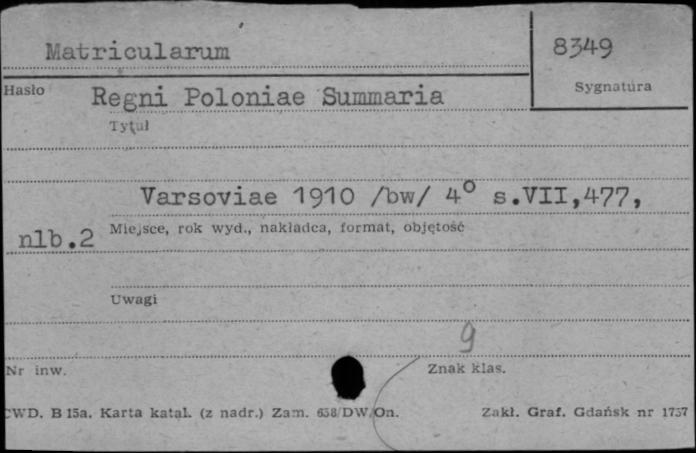 Matricularum
8349
Hasło
Sygnatura
Regni Poloniae Summaria
Tytuł
Varsoviae 1910 /bw/ 4° s.VII,477,
nlb.2
Miejsce, rok wyd., nakładca, format, objętość
Uwagi
9
Nr inw.
Znak klas.
CWD. B 15a. Karta katal. (z nadr.) Zam. 658/DW/On.
Zakł. Graf. Gdańsk nr 1757